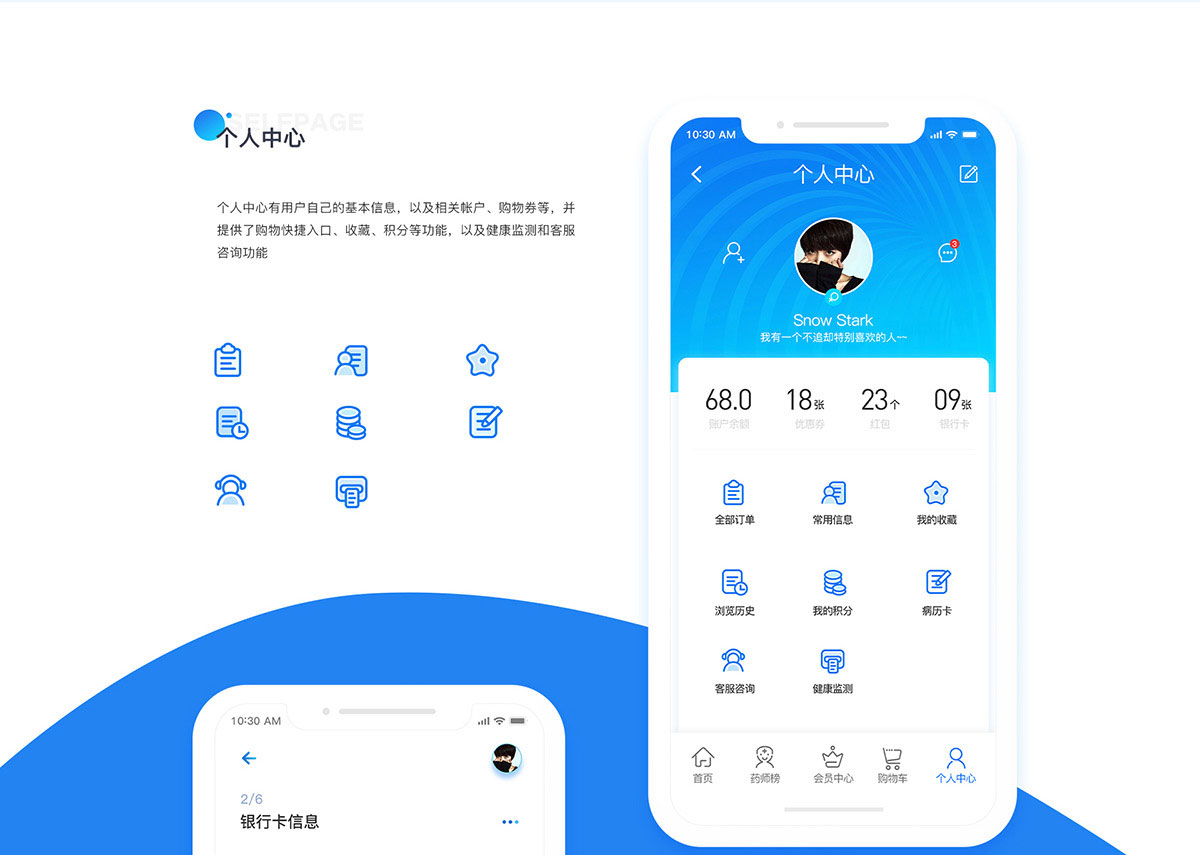 SELFPAGE
个人中心
个人中心有用户自己的基本信息，以及相关帐户、购物券等，并
提供了购物快捷入口、收藏、积分等功能，以及健康监测和客服
咨询功能
10:30 AM
个人中心
3
Snow Stark
我有一个不追却特别喜欢的人~~
68.0 18张 23个 09张
账户余额 优惠券 红包 银行卡
全部订单 常用信息 我的收藏
浏览历史 我的积分 病历卡
客服咨询 健康监测
首页 药师榜 会员中心 购物车 个人中心
10:30 AM
2/6
银行卡信息